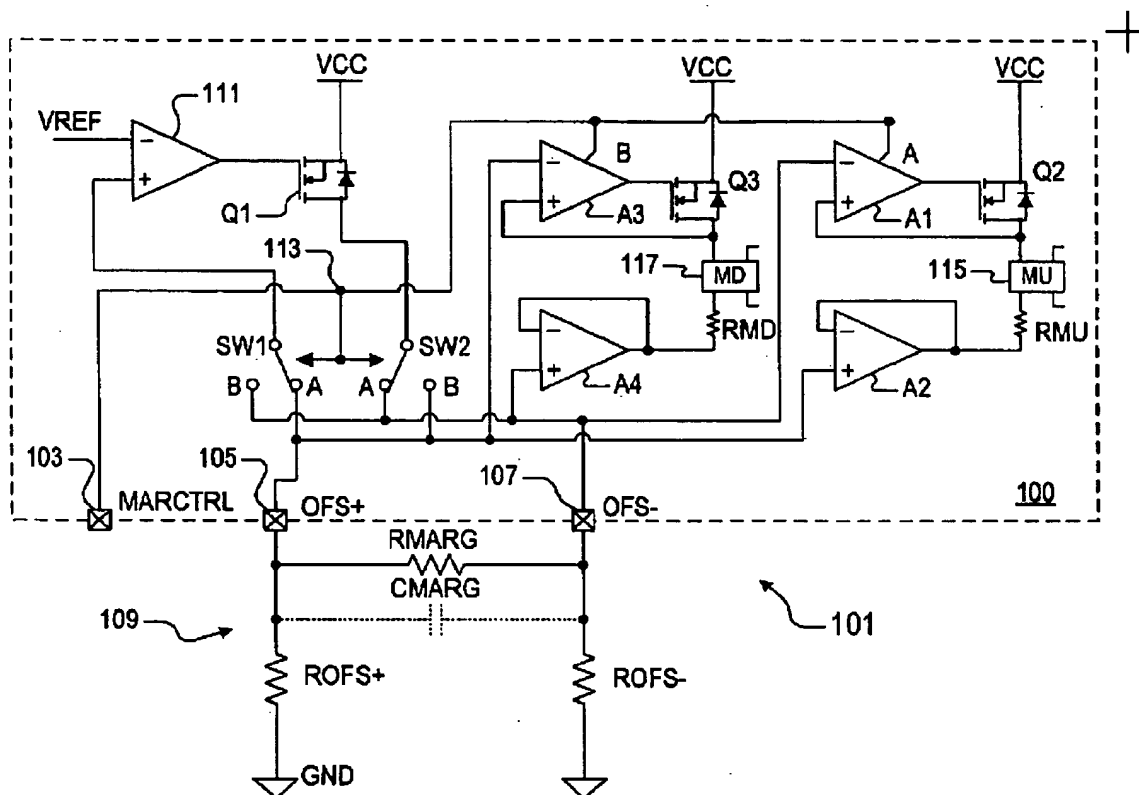 VCC VCC VCC
111
VREF - B - A -
+ Q3 + Q2 +
Q1 A3 A1
113 117 MD 115 MU
- RMD - RMU
SW1 SW2
B A A B + A4 + A2
103 105 107 100
MARCTRL OFS+ OFS-
RMARG
CMARG
109 101
ROFS+ ROFS-
GND